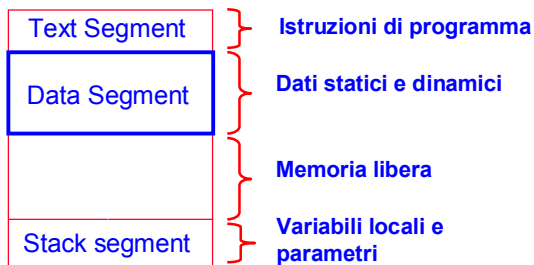 Text Segment
Istruzioni di programma
Data Segment
Dati statici e dinamici
Memoria libera
Stack segment
Variabili locali e
parametri